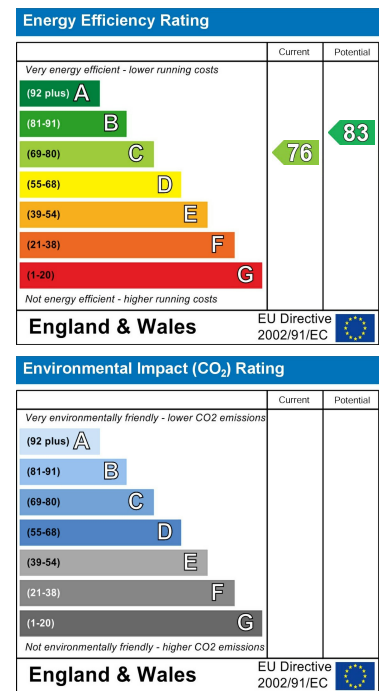 Energy Efficiency Rating
Current Potential
Very energy efficient - lower running costs
(92 plus) A
(81-91) B
(69-80) C
(55-68) D
(39-54) E
(21-38) F
(1-20) G
76
83
Not energy efficient - higher running costs
England & Wales
EU Directive
2002/91/EC
Environmental Impact (CO₂) Rating
Current Potential
Very environmentally friendly - lower CO2 emissions
(92 plus) A
(81-91) B
(69-80) C
(55-68) D
(39-54) E
(21-38) F
(1-20) G
Not environmentally friendly - higher CO2 emissions
England & Wales
EU Directive
2002/91/EC